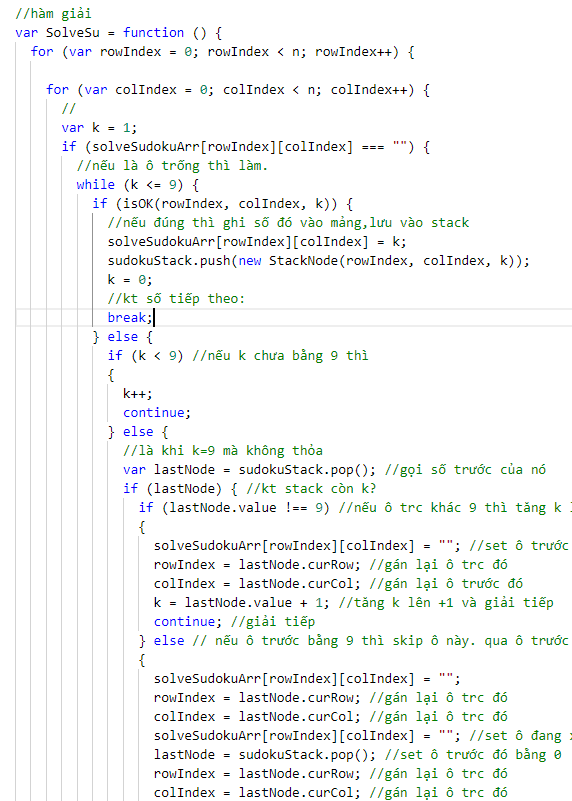 //hàm giải
var SolveSu = function () {
for (var rowIndex = 0; rowIndex < n; rowIndex++) {
for (var colIndex = 0; colIndex < n; colIndex++) {
//
var k = 1;
if (solveSudokuArr[rowIndex][colIndex] === "") {
//nếu là ô trống thì làm.
while (k <= 9) {
if (isOK(rowIndex, colIndex, k)) {
//nếu đúng thì ghi số đó vào mảng,lưu vào stack
solveSudokuArr[rowIndex][colIndex] = k;
sudokuStack.push(new StackNode(rowIndex, colIndex, k));
k = 0;
//kt số tiếp theo:
break;
} else {
if (k < 9) //nếu k chưa bằng 9 thì
{
k++;
continue;
} else {
//là khi k=9 mà không thỏa
var lastNode = sudokuStack.pop(); //gọi số trước của nó
if (lastNode) { //kt stack còn k?
if (lastNode.value !== 9) //nếu ô trc khác 9 thì tăng k
{
solveSudokuArr[rowIndex][colIndex] = ""; //set ô trước
rowIndex = lastNode.curRow; //gán lại ô trc đó
colIndex = lastNode.curCol; //gán lại ô trước đó
k = lastNode.value + 1; //tăng k lên +1 và giải tiếp
continue; //giải tiếp
} else // nếu ô trước bằng 9 thì skip ô này. qua ô trước
{
solveSudokuArr[rowIndex][colIndex] = "";
rowIndex = lastNode.curRow; //gán lại ô trc đó
colIndex = lastNode.curCol; //gán lại ô trc đó
solveSudokuArr[rowIndex][colIndex] = ""; //set ô đang
lastNode = sudokuStack.pop(); //set ô trước đó bằng 0
rowIndex = lastNode.curRow; //gán lại ô trc đó
colIndex = lastNode.curCol; //gán lại ô trc đó